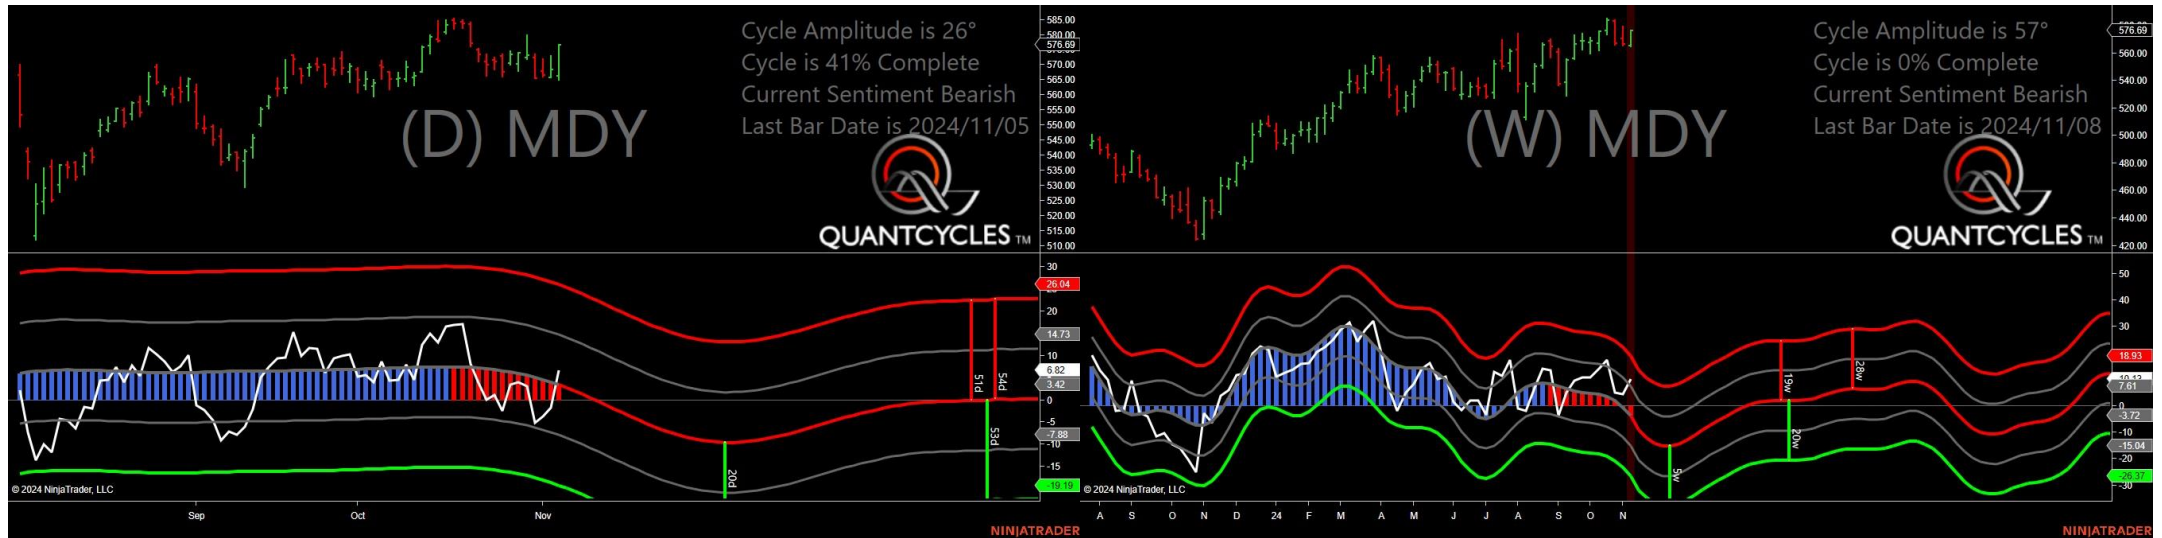 Cycle Amplitude is 26°
Cycle is 41% Complete
Current Sentiment Bearish
Last Bar Date is 2024/11/05
(D) MDY
QUANTCYCLES TM
585.00
580.00
576.69
570.00
565.00
560.00
555.00
550.00
545.00
540.00
535.00
530.00
525.00
520.00
515.00
510.00
30
26.04
20
14.73
10
6.82
3.42
0
-5
-7.88
-10
-15
-19.19
51d
54d
53d
20d
© 2024 NinjaTrader, LLC
Sep
Oct
Nov
NINJATRADER
Cycle Amplitude is 57°
Cycle is 0% Complete
Current Sentiment Bearish
Last Bar Date is 2024/11/08
(W) MDY
QUANTCYCLES TM
576.69
560.00
540.00
520.00
500.00
480.00
460.00
440.00
420.00
50
40
30
18.93
7.61
0
-3.72
-10
-15.04
-20
-26.37
-30
19w
28w
20w
5w
© 2024 NinjaTrader, LLC
A S O N D 24 F M A M J J A S O N
NINJATRADER